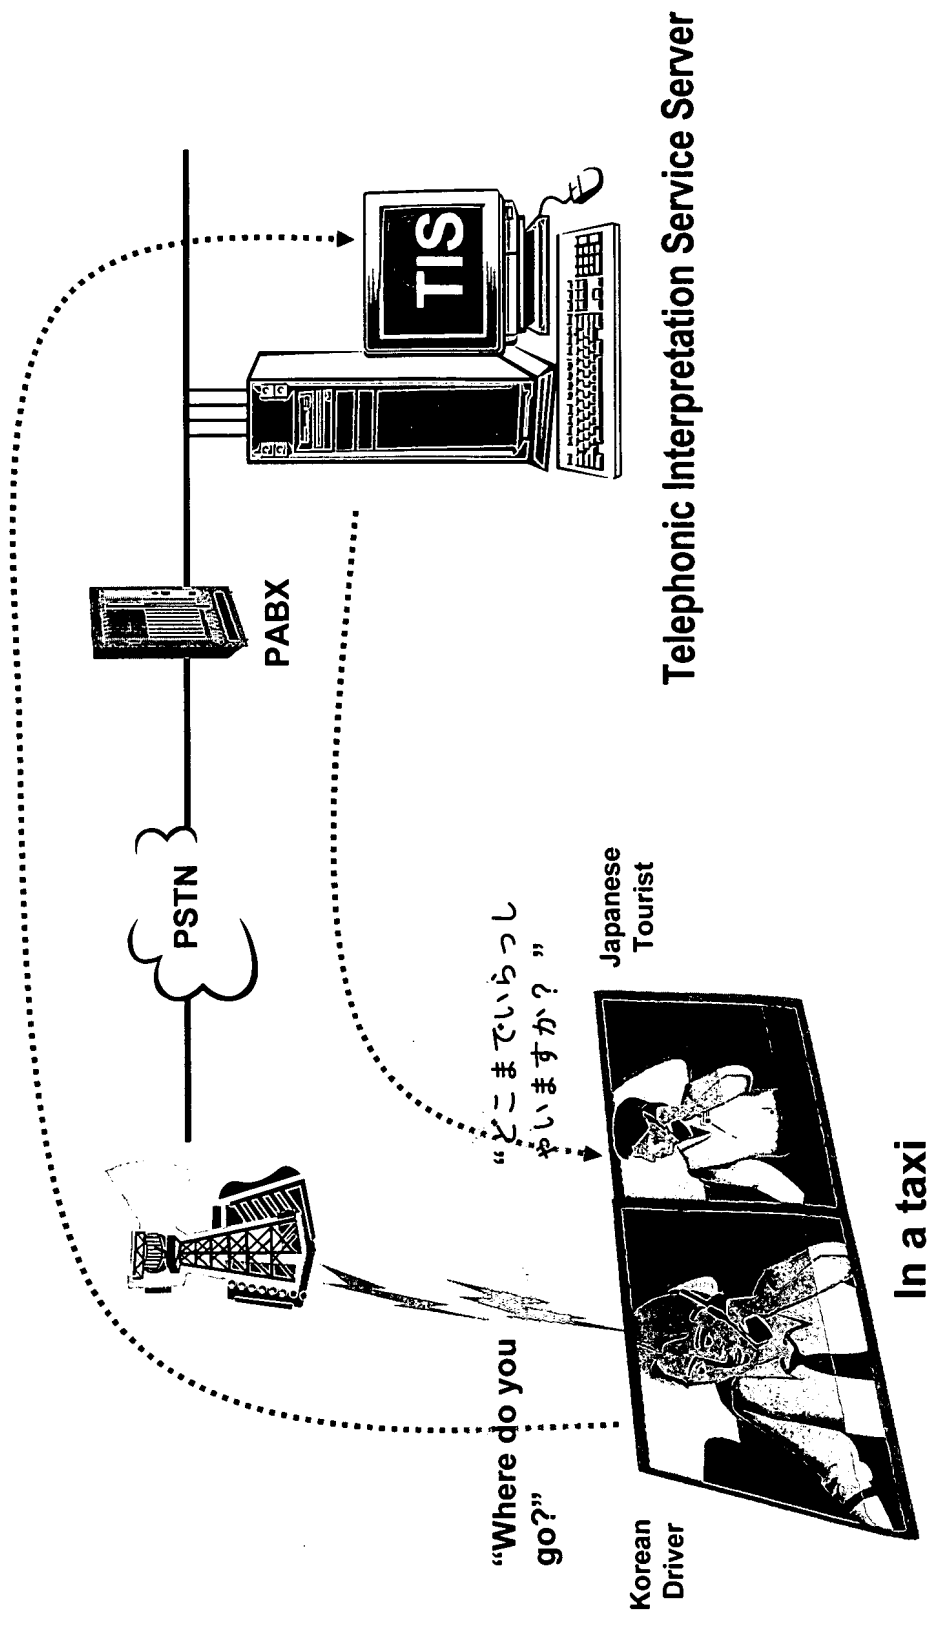 PSTN
PABX
TIS
Telephonic Interpretation Service Server
“Where do you
go?”
“どこまでいらっし
ゃいますか？”
Korean
Driver
Japanese
Tourist
In a taxi